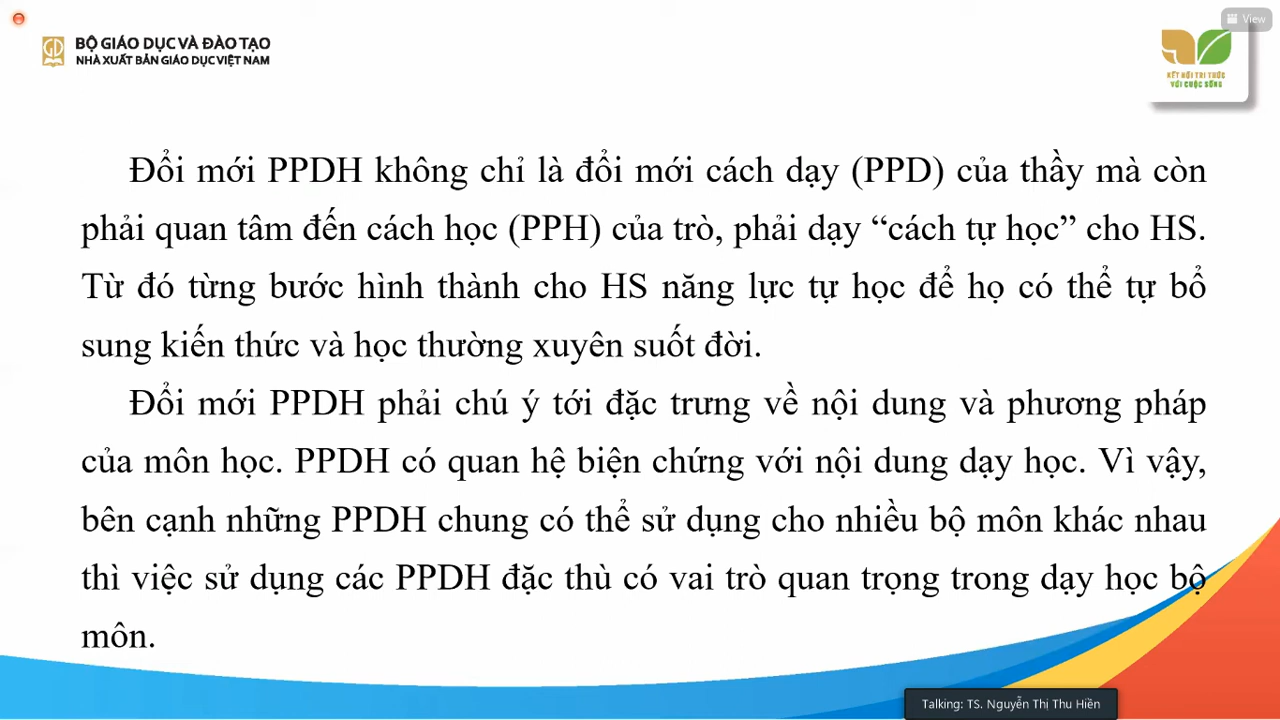 View
BỘ GIÁO DỤC VÀ ĐÀO TẠO
NHÀ XUẤT BẢN GIÁO DỤC VIỆT NAM
KẾT NỐI TRI THỨC
VỚI CUỘC SỐNG
Đổi mới PPDH không chỉ là đổi mới cách dạy (PPD) của thầy mà còn
phải quan tâm đến cách học (PPH) của trò, phải dạy “cách tự học” cho HS.
Từ đó từng bước hình thành cho HS năng lực tự học để họ có thể tự bổ
sung kiến thức và học thường xuyên suốt đời.
Đổi mới PPDH phải chú ý tới đặc trưng về nội dung và phương pháp
của môn học. PPDH có quan hệ biện chứng với nội dung dạy học. Vì vậy,
bên cạnh những PPDH chung có thể sử dụng cho nhiều bộ môn khác nhau
thì việc sử dụng các PPDH đặc thù có vai trò quan trọng trong dạy học bộ
môn.
Talking: TS. Nguyễn Thị Thu Hiền